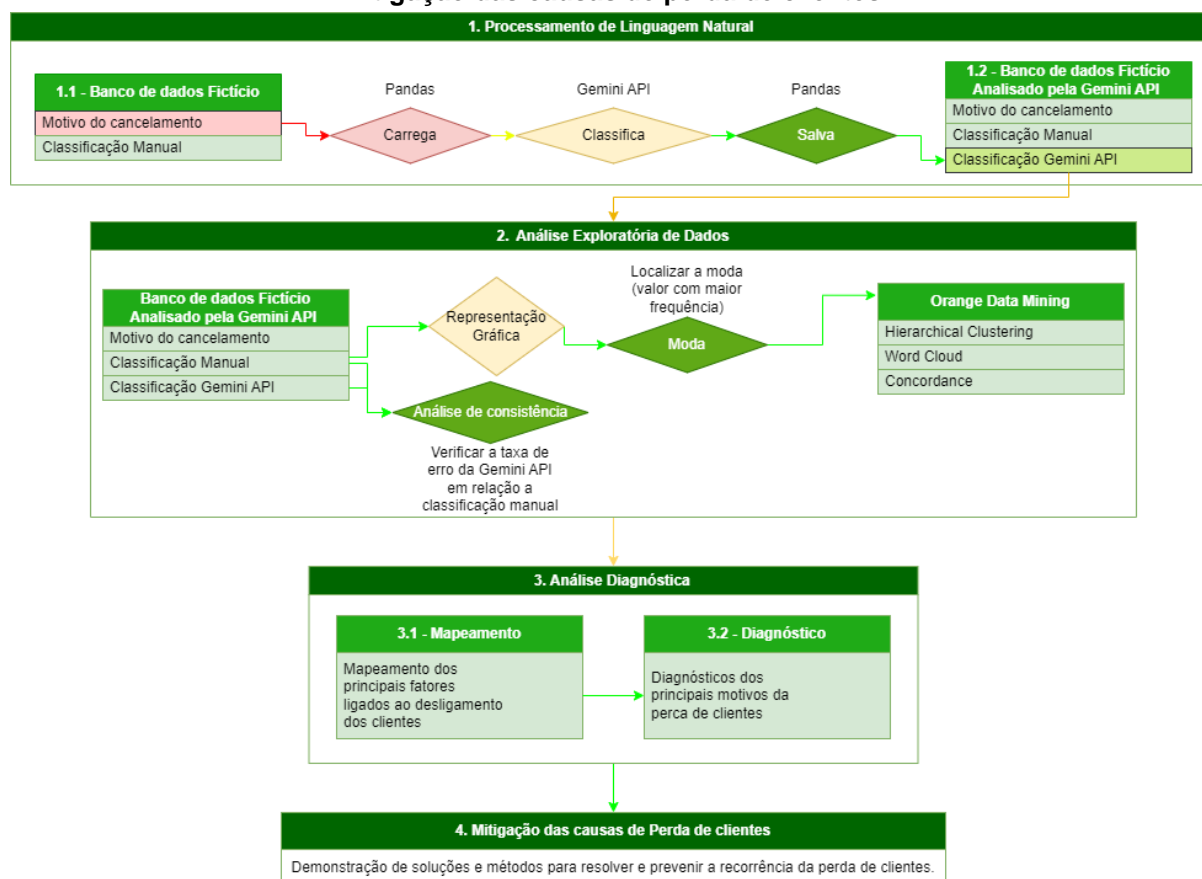 das causas de perda de clientes
1. Processamento de Linguagem Natural
1.1 - Banco de dados Fictício
Motivo do cancelamento
Classificação Manual
Pandas
Carrega
Gemini API
Classifica
Pandas
Salva
1.2 - Banco de dados Fictício
Analisado pela Gemini API
Motivo do cancelamento
Classificação Manual
Classificação Gemini API
2. Análise Exploratória de Dados
Banco de dados Fictício
Analisado pela Gemini API
Motivo do cancelamento
Classificação Manual
Classificação Gemini API
Representação
Gráfica
Análise de consistência
Verificar a taxa de
erro da Gemini API
em relação a
classificação manual
Localizar a moda
(valor com maior
frequência)
Moda
Orange Data Mining
Hierarchical Clustering
Word Cloud
Concordance
3. Análise Diagnóstica
3.1 - Mapeamento
Mapeamento dos
principais fatores
ligados ao desligamento
dos clientes
3.2 - Diagnóstico
Diagnósticos dos
principais motivos da
perca de clientes
4. Mitigação das causas de Perda de clientes
Demonstração de soluções e métodos para resolver e prevenir a recorrência da perda de clientes.